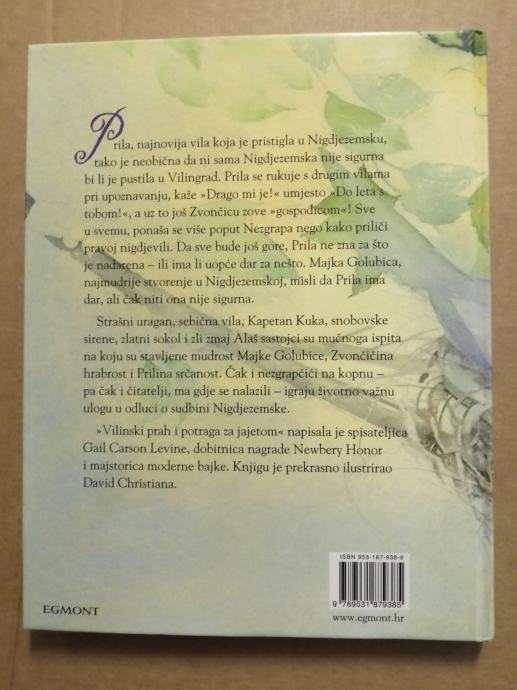 Prila, najnovija vila koja je pristigla u Nigdjezemsku,
tako je neobična da ni sama Nigdjezemska nije sigurna
bi li je pustila u Vilingrad. Prila se rukuje s drugim vilama
pri upoznavanju, kaže »Drago mi je!« umjesto »Do leta s
tobom!«, a uz to još Zvončicu zove »gospođicom«! Sve
u svemu, ponaša se više poput Nezgrapa nego kako priliči
pravoj nigdjevili. Da sve bude još gore, Prila ne zna za što
je nadarena – ili ima li uopće dar za nešto. Majka Golubica,
najmudrije stvorenje u Nigdjezemskoj, misli da Prila ima
dar, ali čak niti ona nije sigurna.
Strašni uragan, sebična vila, Kapetan Kuka, snobovske
sirene, zlatni sokol i zli zmaj Alaš sastojci su mučnoga ispita
na koju su stavljene mudrost Majke Golubice, Zvončičina
hrabrost i Prilina srčanost. Čak i nezgrapčići na kopnu –
pa čak i čitatelji, ma gdje se nalazili – igraju životno važnu
ulogu u odluci o sudbini Nigdjezemske.
»Vilinski prah i potraga za jajetom« napisala je spisateljica
Gail Carson Levine, dobitnica nagrade Newbery Honor
i majstorica moderne bajke. Knjigu je prekrasno ilustrirao
David Christiana.
ISBN 953-187-938-9
9 789531 879385
EGMONT
www.egmont.hr